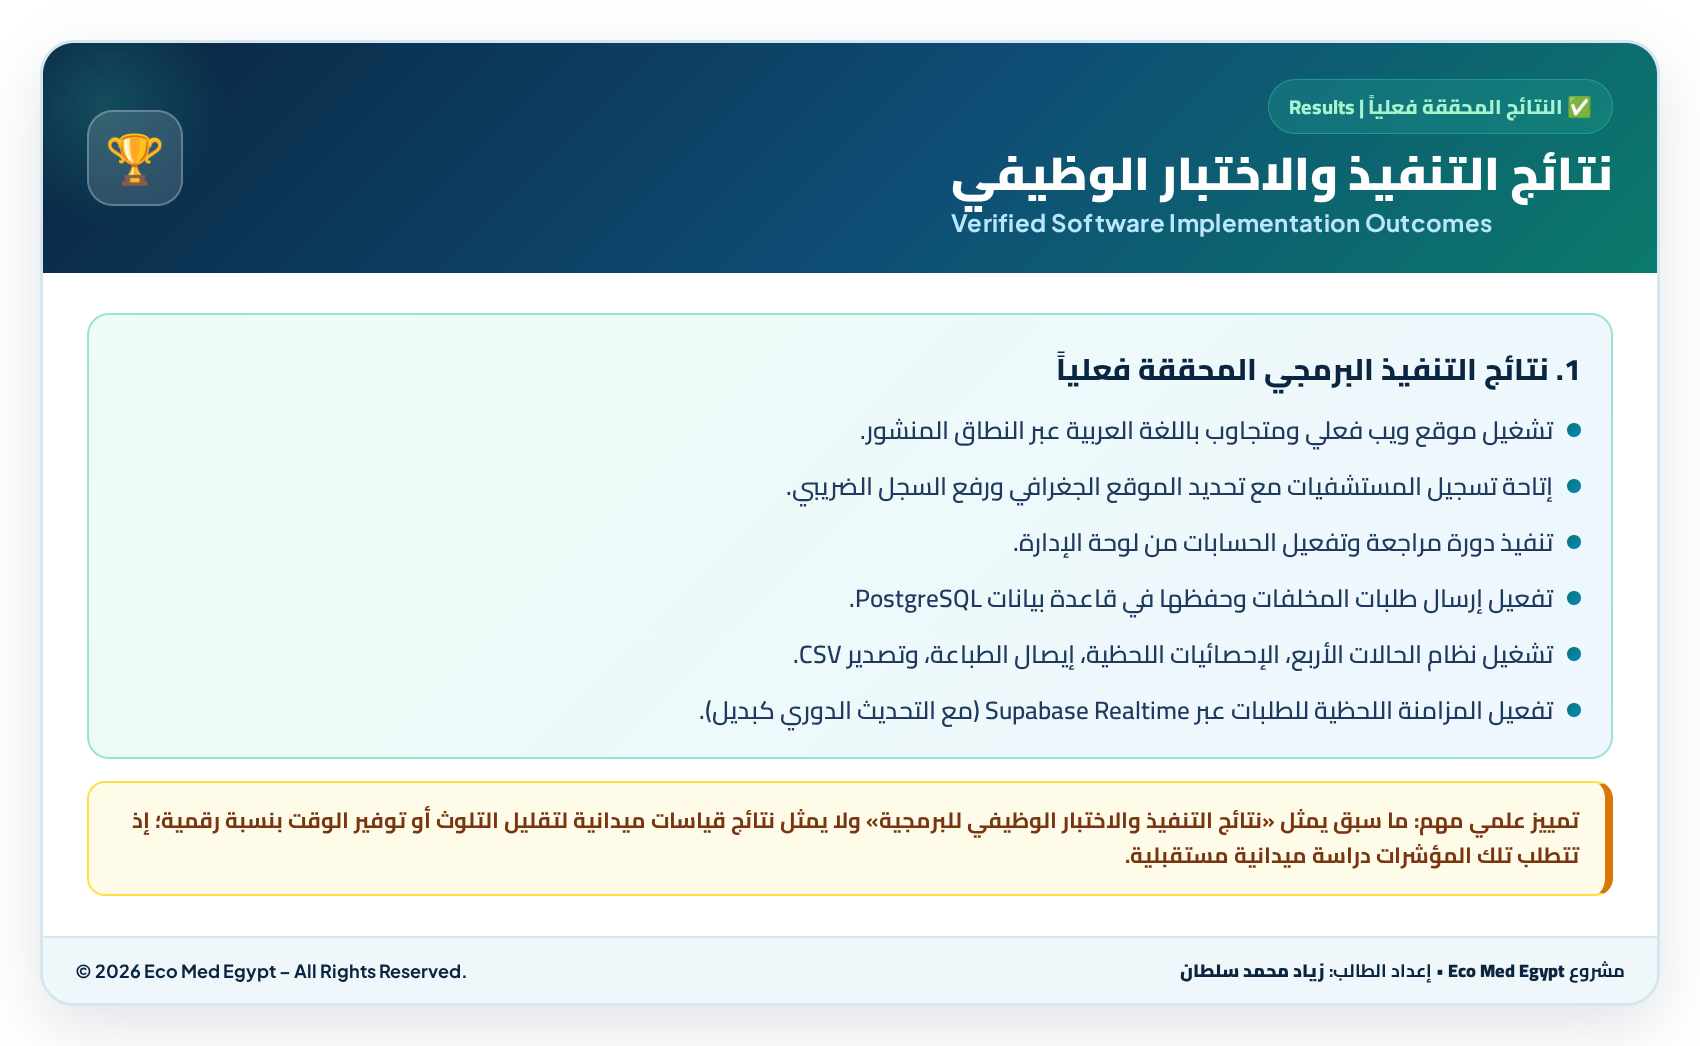 ✅ النتائج المحققة فعلياً | Results
نتائج التنفيذ والاختبار الوظيفي
Verified Software Implementation Outcomes
1. نتائج التنفيذ البرمجي المحققة فعلياً
تشغيل موقع ويب فعلي ومتجاوب باللغة العربية عبر النطاق المنشور.
إتاحة تسجيل المستشفيات مع تحديد الموقع الجغرافي ورفع السجل الضريبي.
تنفيذ دورة مراجعة وتفعيل الحسابات من لوحة الإدارة.
تفعيل إرسال طلبات المخلفات وحفظها في قاعدة بيانات PostgreSQL.
تشغيل نظام الحالات الأربع، الإحصائيات اللحظية، إيصال الطباعة، وتصدير CSV.
تفعيل المزامنة اللحظية للطلبات عبر Supabase Realtime (مع التحديث الدوري كبديل).
تمييز علمي مهم: ما سبق يمثل «نتائج التنفيذ والاختبار الوظيفي للبرمجية» ولا يمثل نتائج قياسات ميدانية لتقليل التلوث أو توفير الوقت بنسبة رقمية؛ إذ
تتطلب تلك المؤشرات دراسة ميدانية مستقبلية.
مشروع Eco Med Egypt • إعداد الطالب: زياد محمد سلطان
© 2026 Eco Med Egypt – All Rights Reserved.